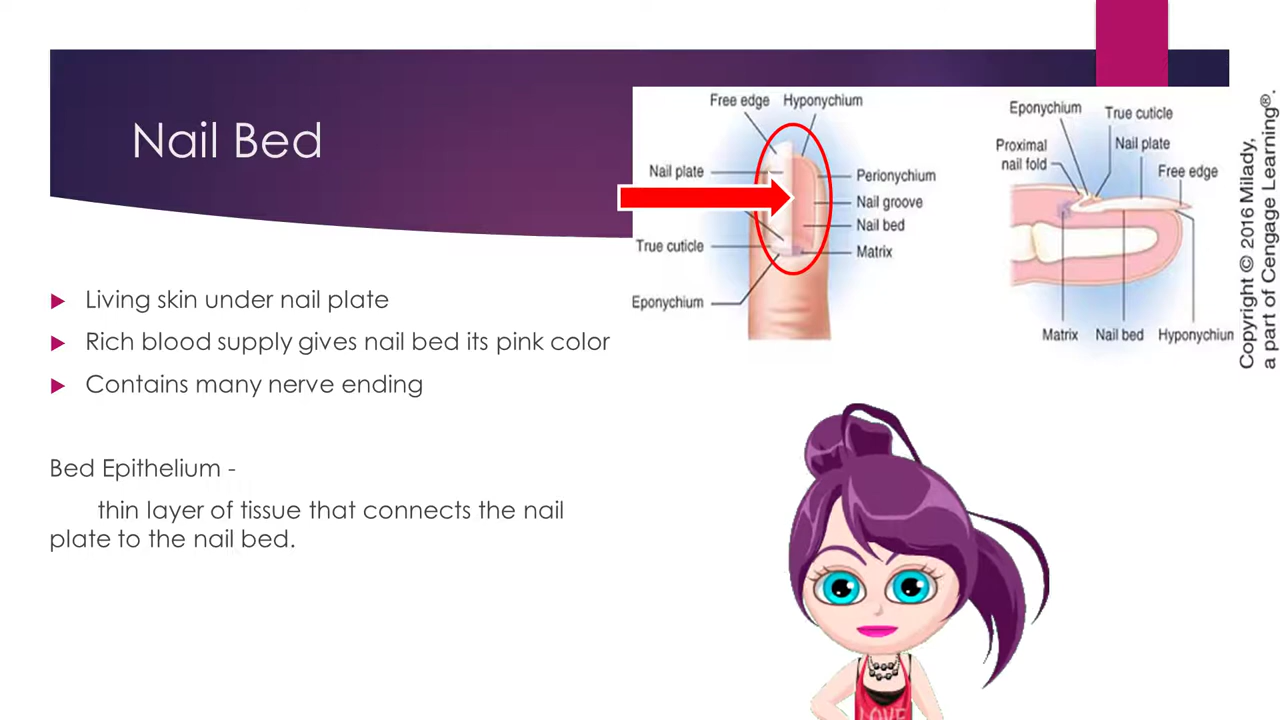 Nail Bed
Living skin under nail plate
Rich blood supply gives nail bed its pink color
Contains many nerve ending
Bed Epithelium -
thin layer of tissue that connects the nail
plate to the nail bed.
Free edge
Hyponychium
Nail plate
Perionychium
Nail groove
Nail bed
True cuticle
Matrix
Eponychium
Eponychium
True cuticle
Proximal
nail fold
Nail plate
Free edge
Matrix
Nail bed
Hyponychiun
Copyright © 2016 Milady,
a part of Cengage Learning®.
LOVE